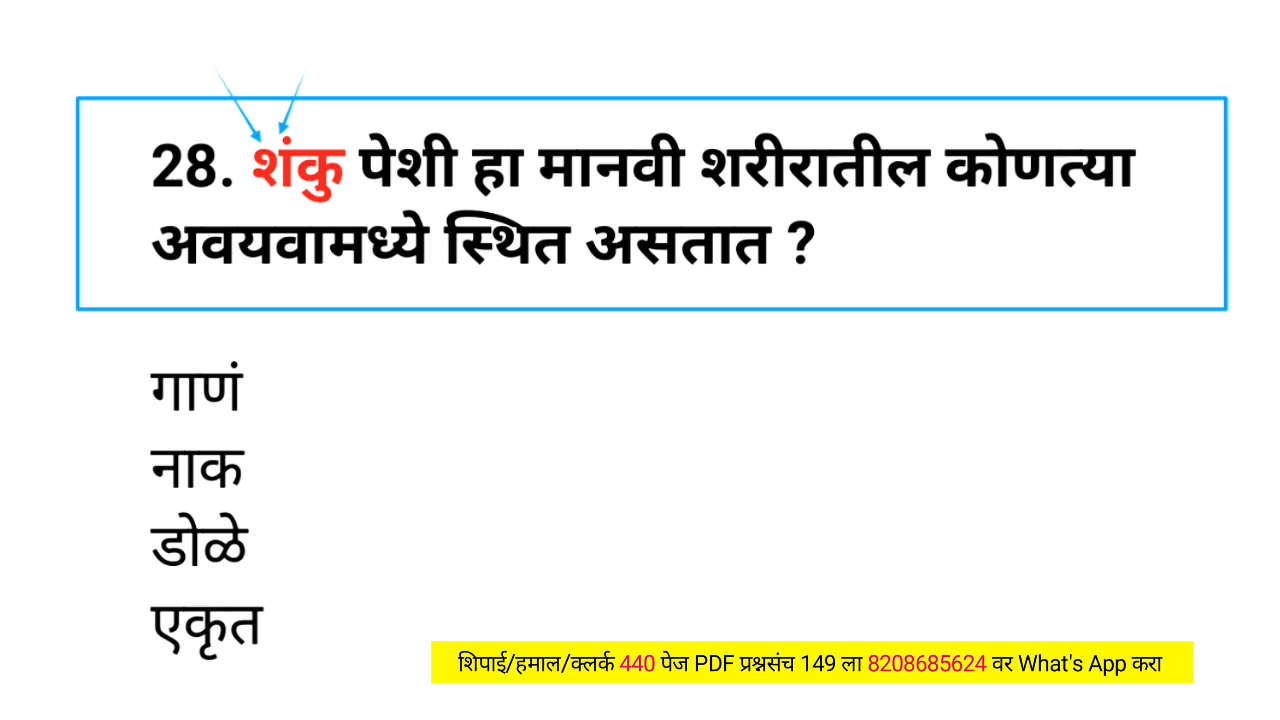 28. शंकु पेशी हा मानवी शरीरातील कोणत्या
अवयवामध्ये स्थित असतात ?
गाणं
नाक
डोळे
एकृत
शिपाई/हमाल/क्लर्क 440 पेज PDF प्रश्नसंच 149 ला 8208685624 वर What's App करा